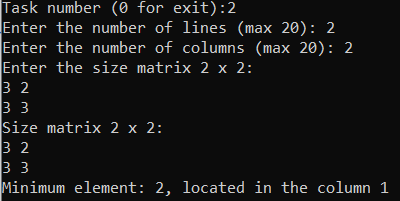 Task number (0 for exit):2
Enter the number of lines (max 20): 2
Enter the number of columns (max 20): 2
Enter the size matrix 2 x 2:
3 2
3 3
Size matrix 2 x 2:
3 2
3 3
Minimum element: 2, located in the column 1